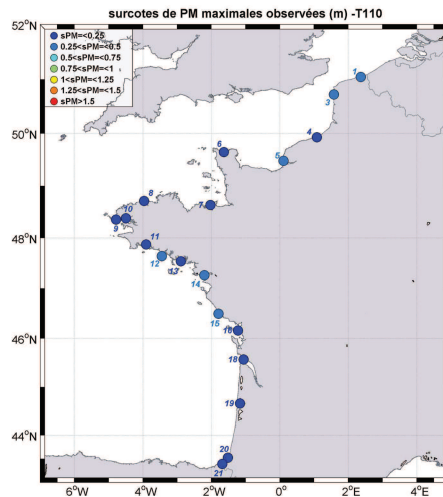 surcotes de PM maximales observées (m) -T110
sPM=<0.25
0.25<sPM=<0.5
0.5<sPM=<0.75
0.75<sPM=<1
1<sPM=<1.25
1.25<sPM=<1.5
sPM>1.5
52°N
50°N
48°N
46°N
44°N
6°W
4°W
2°W
0°
2°E
4°E
1
3
4
5
6
7
8
10
9
11
12
13
14
15
16
18
19
20
21